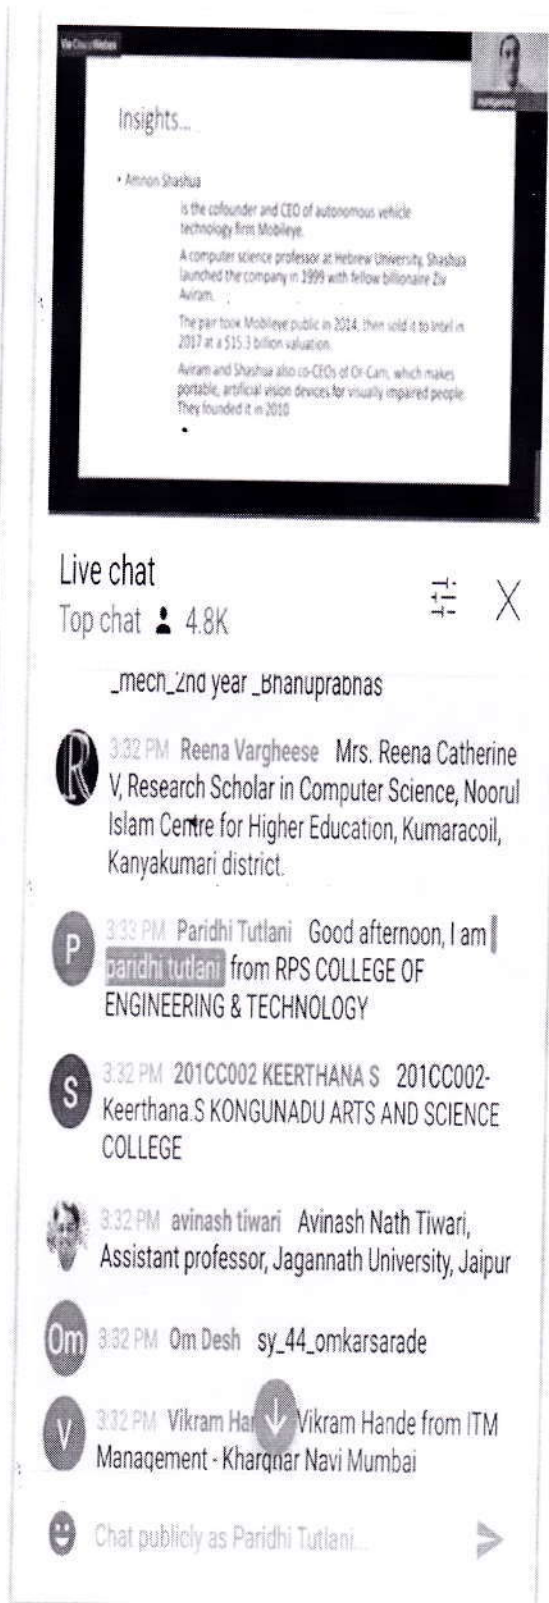 Via Cisco Webex
Insights...
• Amnon Shashua
is the cofounder and CEO of autonomous vehicle
technology firm Mobileye.
A computer science professor at Hebrew University, Shashua
launched the company in 1999 with fellow billionaire Ziv
Aviram.
The pair took Mobileye public in 2014, then sold it to Intel in
2017 at a $15.3 billion valuation.
Aviram and Shashua also co-CEOs of Or-Cam, which makes
portable, artificial vision devices for visually impaired people.
They founded it in 2010
Live chat
Top chat 4.8K
_mech_2nd year _Bhanuprabhas
R
3:32 PM Reena Vargheese Mrs. Reena Catherine
V, Research Scholar in Computer Science, Noorul
Islam Centre for Higher Education, Kumaracoil,
Kanyakumari district.
P
3:33 PM Paridhi Tutlani Good afternoon, I am
paridhi tutlani from RPS COLLEGE OF
ENGINEERING & TECHNOLOGY
S
3:32 PM 201CC002 KEERTHANA S 201CC002-
Keerthana.S KONGUNADU ARTS AND SCIENCE
COLLEGE
3:32 PM avinash tiwari Avinash Nath Tiwari,
Assistant professor, Jagannath University, Jaipur
Om
3:32 PM Om Desh sy_44_omkarsarade
V
3:32 PM Vikram Har Vikram Hande from ITM
Management - Kharghar Navi Mumbai
Chat publicly as Paridhi Tutlani...